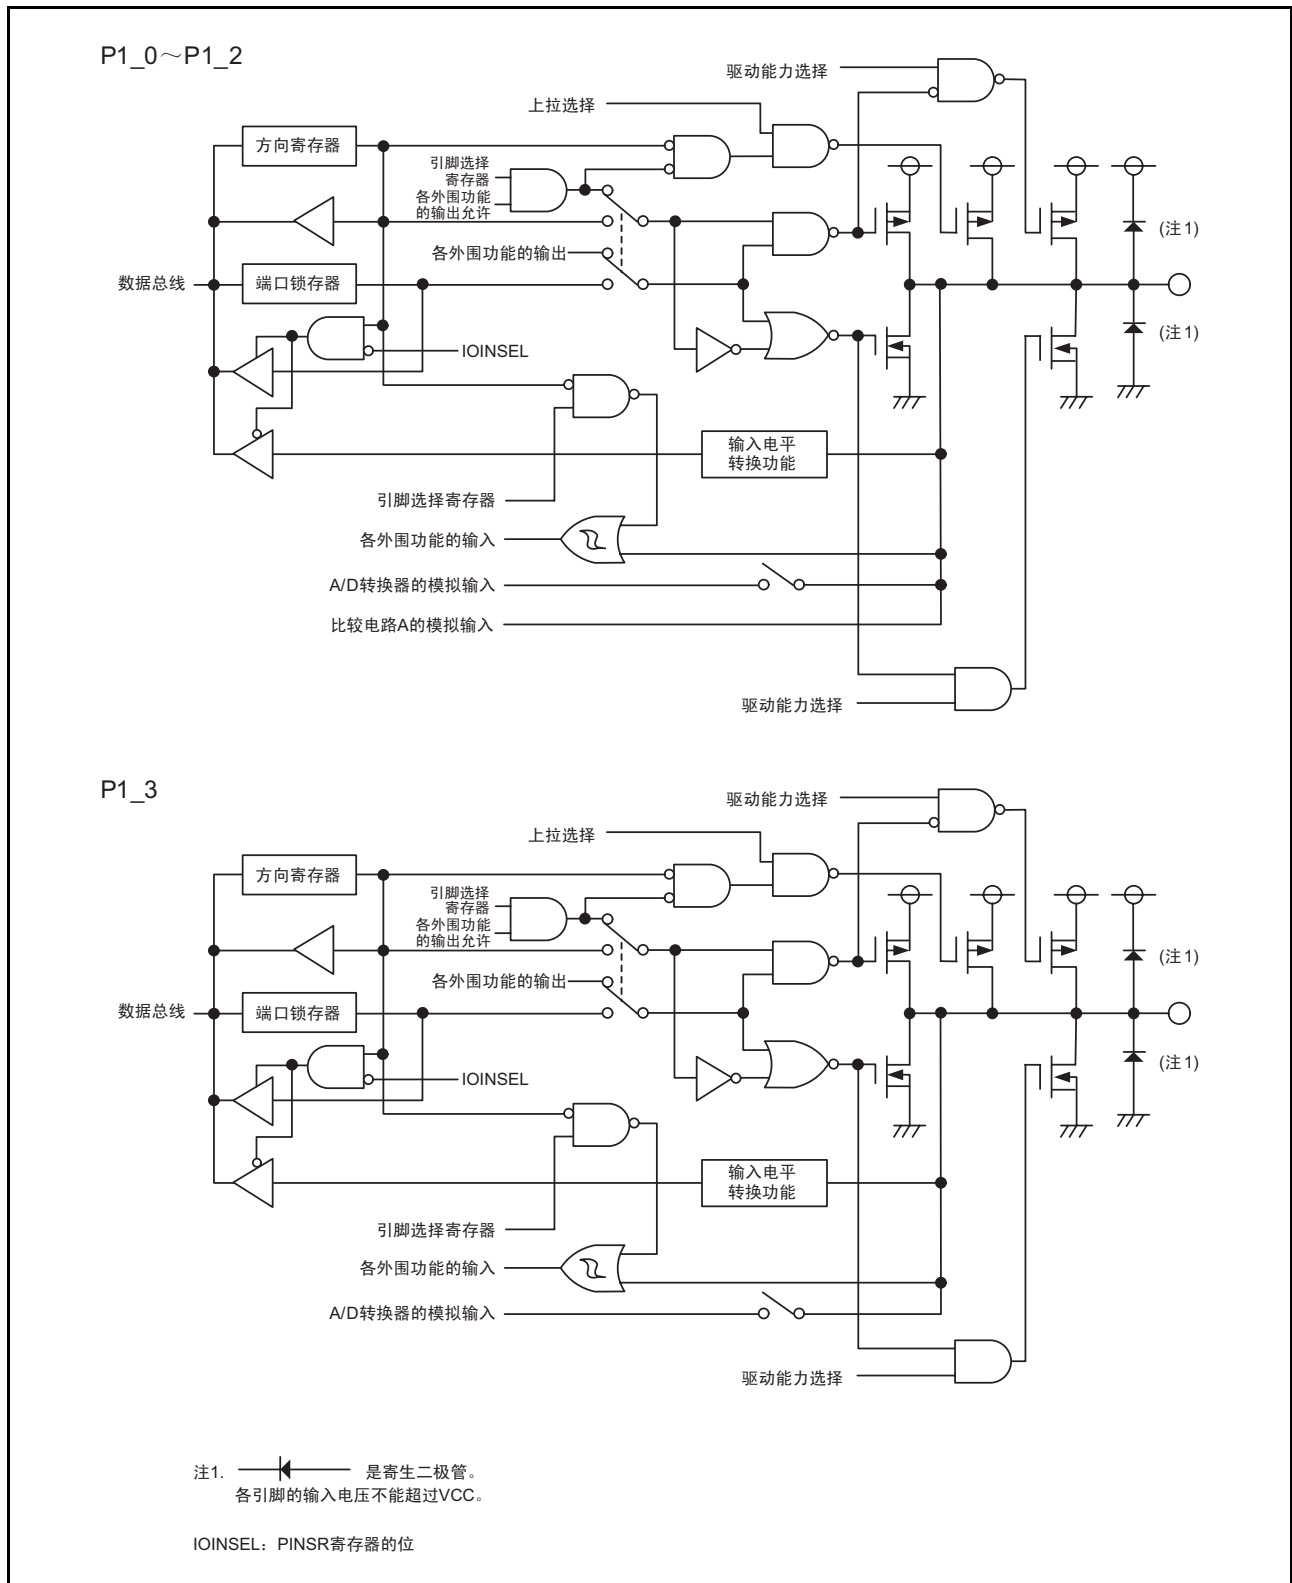 P1_0～P1_2
驱动能力选择
上拉选择
方向寄存器
引脚选择
寄存器
各外围功能
的输出允许
(注1)
各外围功能的输出
数据总线
端口锁存器
(注1)
IOINSEL
输入电平
转换功能
引脚选择寄存器
各外围功能的输入
A/D转换器的模拟输入
比较电路A的模拟输入
驱动能力选择
P1_3
驱动能力选择
上拉选择
方向寄存器
引脚选择
寄存器
各外围功能
的输出允许
(注1)
各外围功能的输出
数据总线
端口锁存器
(注1)
IOINSEL
输入电平
转换功能
引脚选择寄存器
各外围功能的输入
A/D转换器的模拟输入
驱动能力选择
注1. 是寄生二极管。
各引脚的输入电压不能超过VCC。
IOINSEL：PINSR寄存器的位